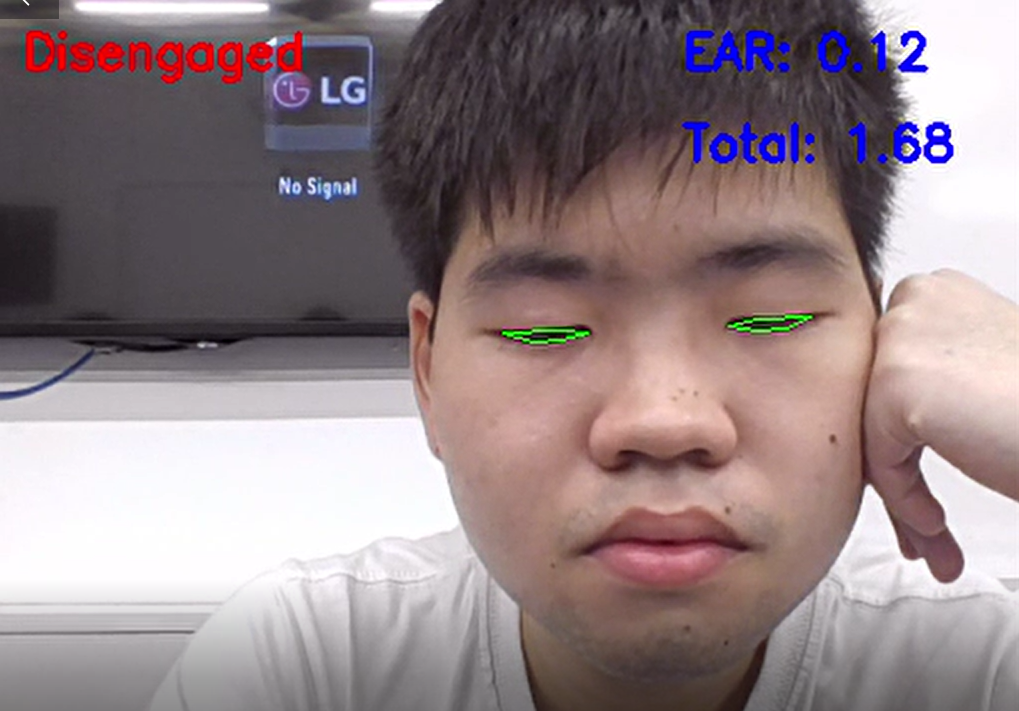 Disengaged
EAR: 0.12
LG
Total: 1.68
No Signal